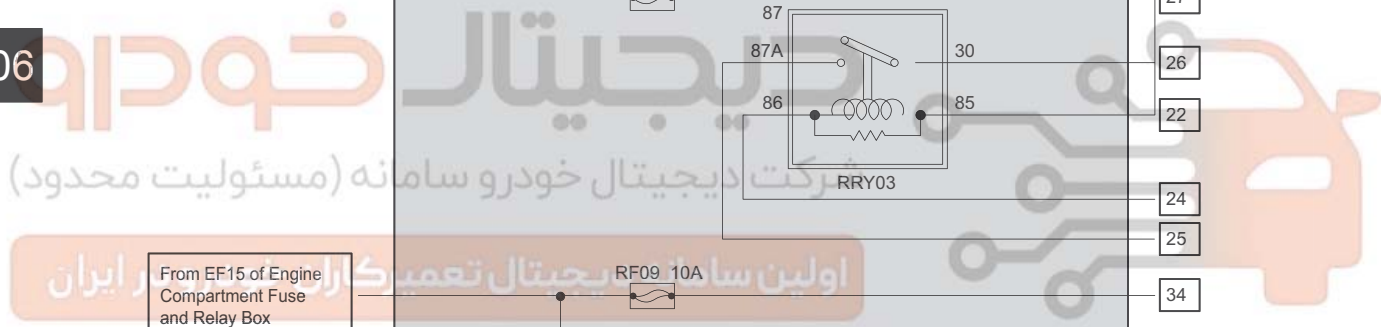 27
87
87A
30
26
86
85
22
06
دیجیتال خودرو
شرکت دیجیتال خودرو سامانه (مسئولیت محدود)
RRY03
24
25
اولین سامانه دیجیتال تعمیرکاران خودرو در ایران
From EF15 of Engine
Compartment Fuse
and Relay Box
RF09 10A
34